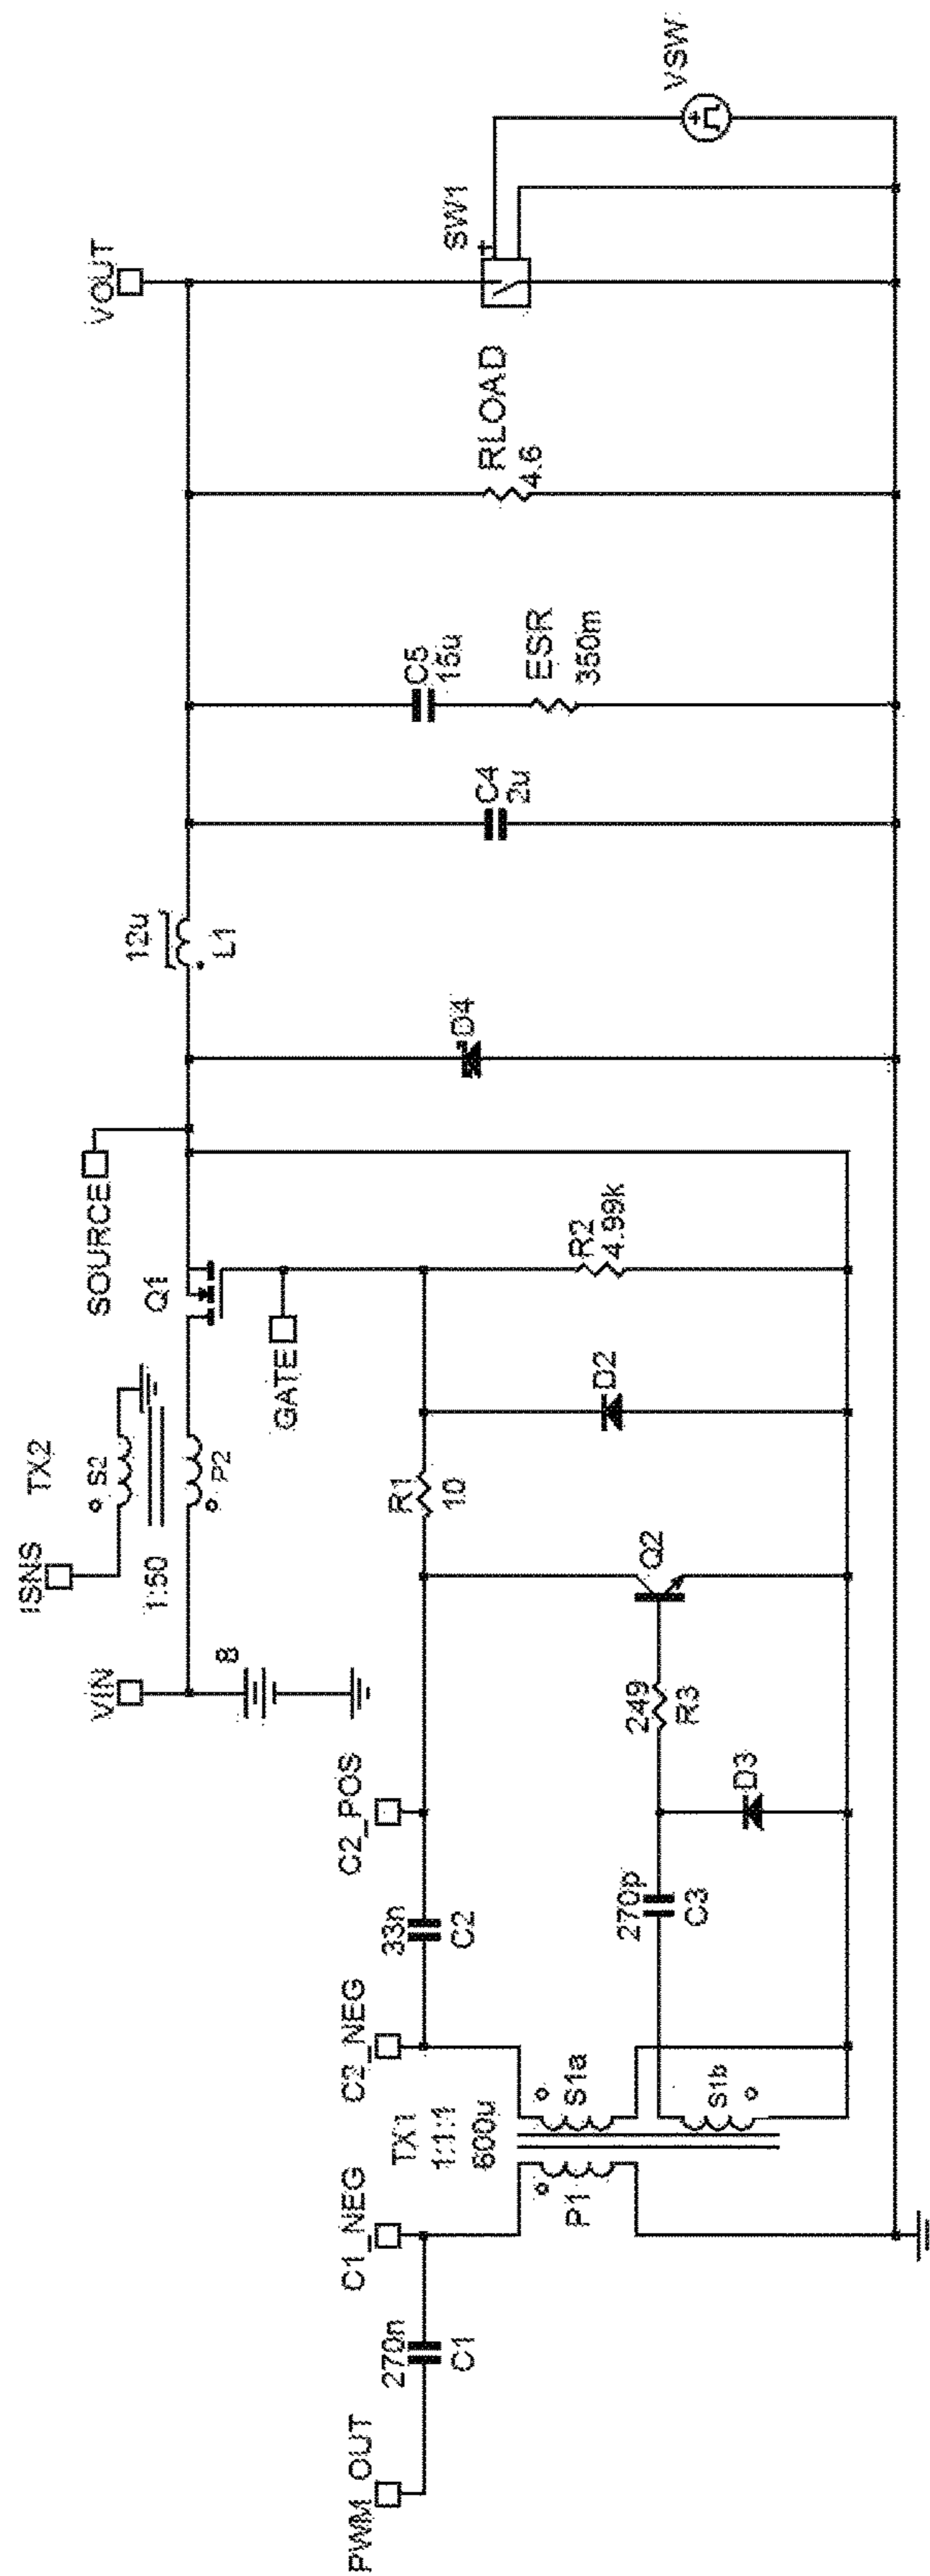 PWM_OUT
270n
C1
C1_NEG
TX1
1:1:1
600u
P1
S1a
S1b
C2_NEG
33n
C2
C2_POS
270p
C3
D3
249
R3
Q2
VIN
8
ISNS
TX2
S2
1:50
P2
R1
10
D2
GATE
Q1
SOURCE
R2
4.99k
D4
12u
L1
C4
2u
C5
15u
ESR
350m
RLOAD
4.6
VOUT
SW1
+
VSW
+